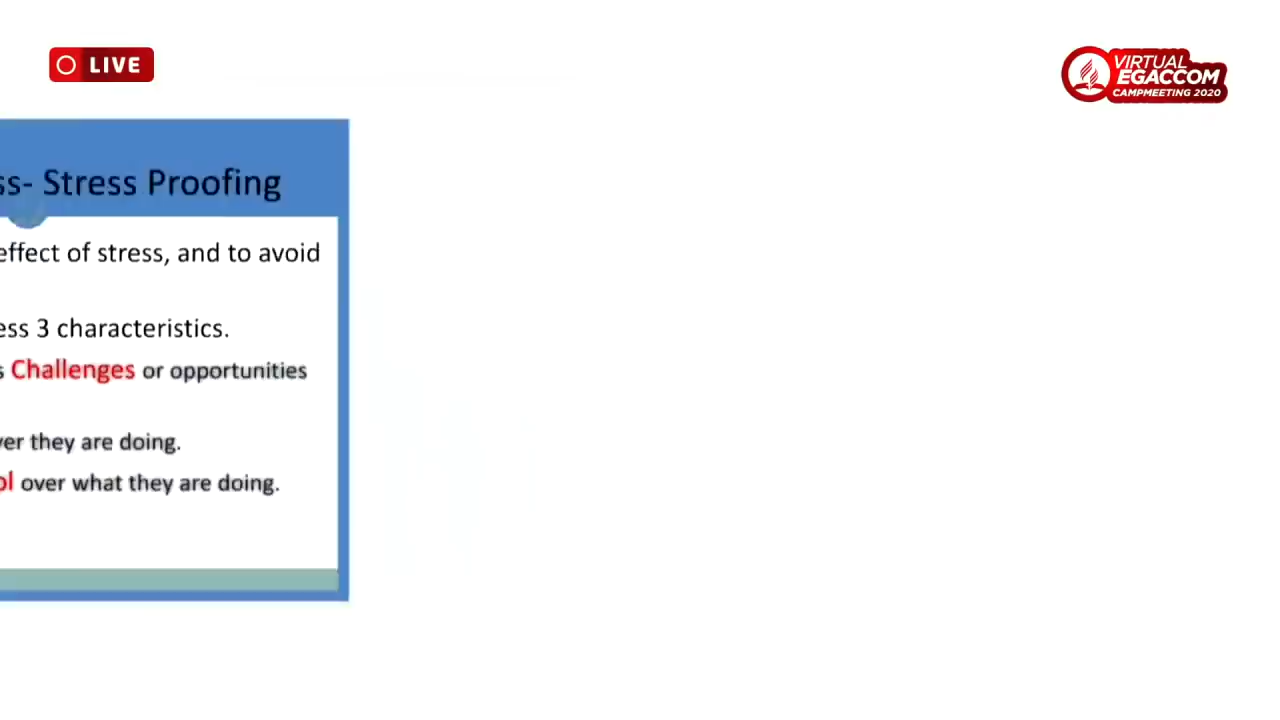 LIVE
VIRTUAL
EGACCOM
CAMPMEETING 2020
ss- Stress Proofing
effect of stress, and to avoid
ess 3 characteristics.
s Challenges or opportunities
ver they are doing.
ol over what they are doing.